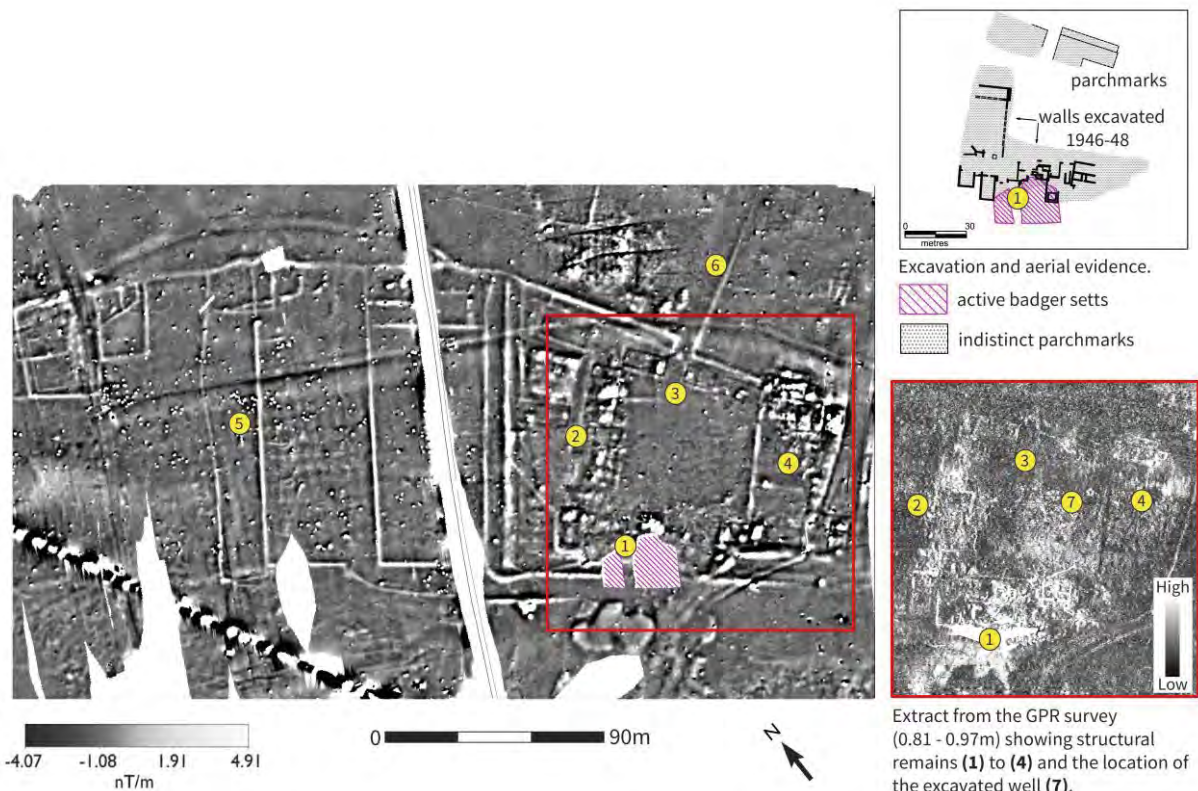 6
3
2
5
4
1
-4.07
-1.08
1.91
4.91
nT/m
0
90m
N
parchmarks
walls excavated
1946-48
1
0
30
metres
Excavation and aerial evidence.
active badger setts
indistinct parchmarks
3
2
7
4
1
High
Low
Extract from the GPR survey
(0.81 - 0.97m) showing structural
remains (1) to (4) and the location of
the excavated well (7).